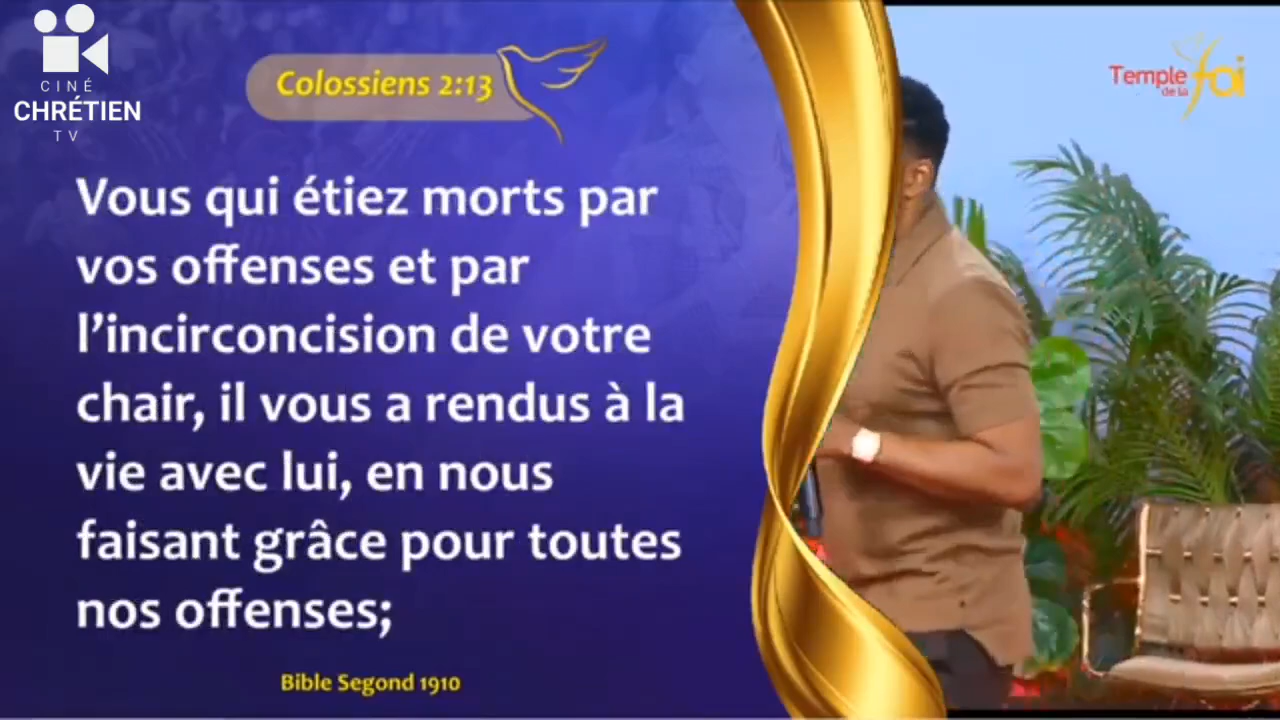 CINÉ
CHRÉTIEN
TV
Colossiens 2:13
Temple
de la
foi
Vous qui étiez morts par
vos offenses et par
l’incirconcision de votre
chair, il vous a rendus à la
vie avec lui, en nous
faisant grâce pour toutes
nos offenses;
Bible Segond 1910